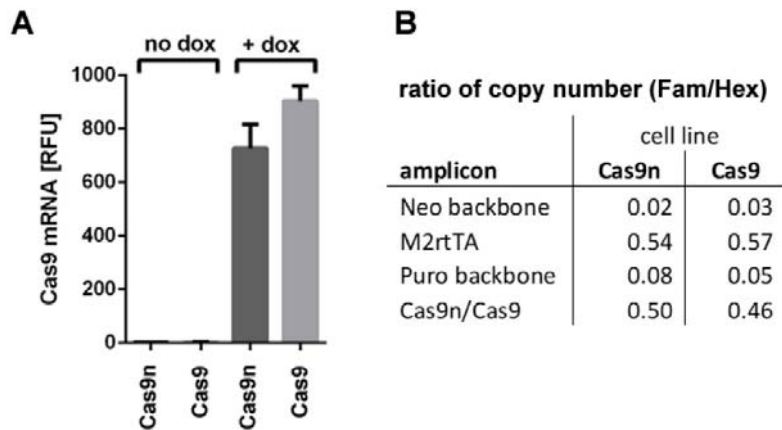 A
no dox + dox
Cas9 mRNA [RFU]
1000
800
600
400
200
0
Cas9n
Cas9
Cas9n
Cas9
B
ratio of copy number (Fam/Hex)
cell line
amplicon Cas9n Cas9
Neo backbone 0.02 0.03
M2rtTA 0.54 0.57
Puro backbone 0.08 0.05
Cas9n/Cas9 0.50 0.46